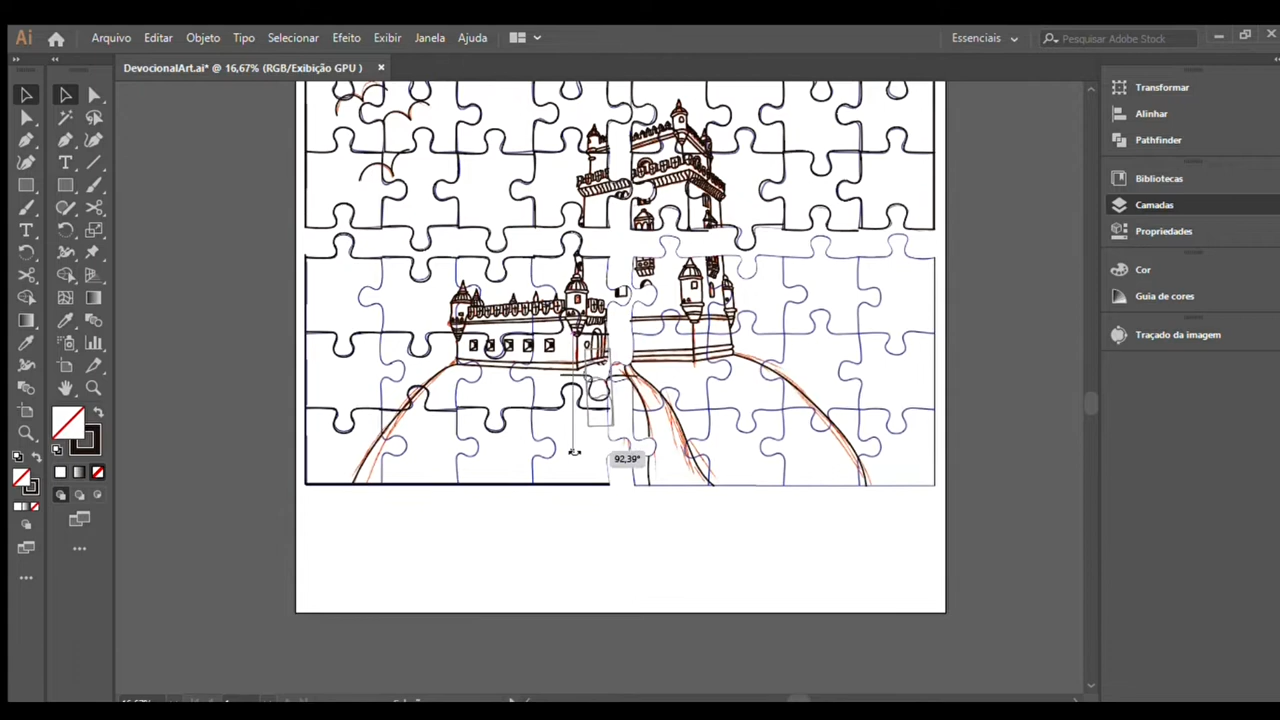 Ai Arquivo Editar Objeto Tipo Selecionar Efeito Exibir Janela Ajuda Essenciais Pesquisar Adobe Stock
DevocionalArt.ai* @ 16,67% (RGB/Exibição GPU ) ×
Transformar
Alinhar
Pathfinder
Bibliotecas
Camadas
Propriedades
Cor
Guia de cores
Traçado da imagem
92,39°